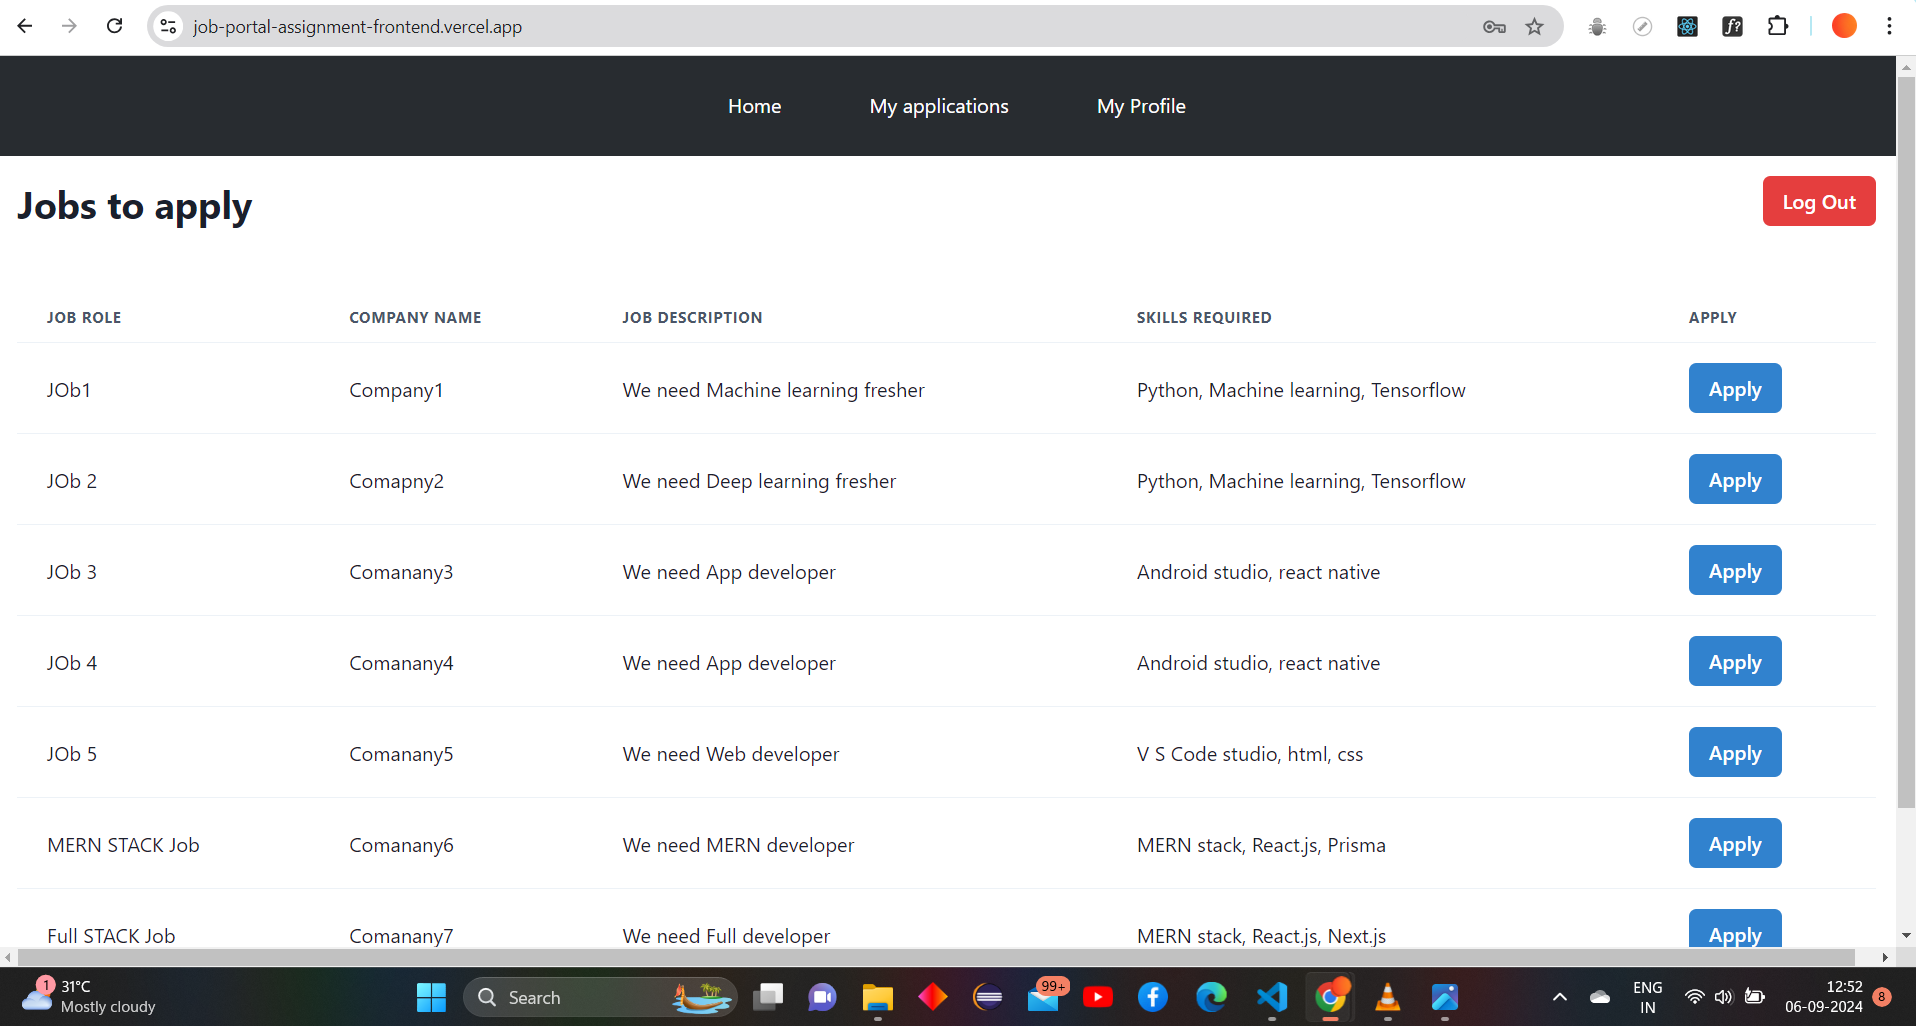 job-portal-assignment-frontend.vercel.app
f?
Home My applications My Profile
Jobs to apply
Log Out
JOB ROLE COMPANY NAME JOB DESCRIPTION SKILLS REQUIRED APPLY
JOb1 Company1 We need Machine learning fresher Python, Machine learning, Tensorflow Apply
JOb 2 Comapny2 We need Deep learning fresher Python, Machine learning, Tensorflow Apply
JOb 3 Comanany3 We need App developer Android studio, react native Apply
JOb 4 Comanany4 We need App developer Android studio, react native Apply
JOb 5 Comanany5 We need Web developer V S Code studio, html, css Apply
MERN STACK Job Comanany6 We need MERN developer MERN stack, React.js, Prisma Apply
Full STACK Job Comanany7 We need Full developer MERN stack, React.js, Next.js Apply
1 31°C
Mostly cloudy
Search
99+
ENG
IN
12:52
06-09-2024
8